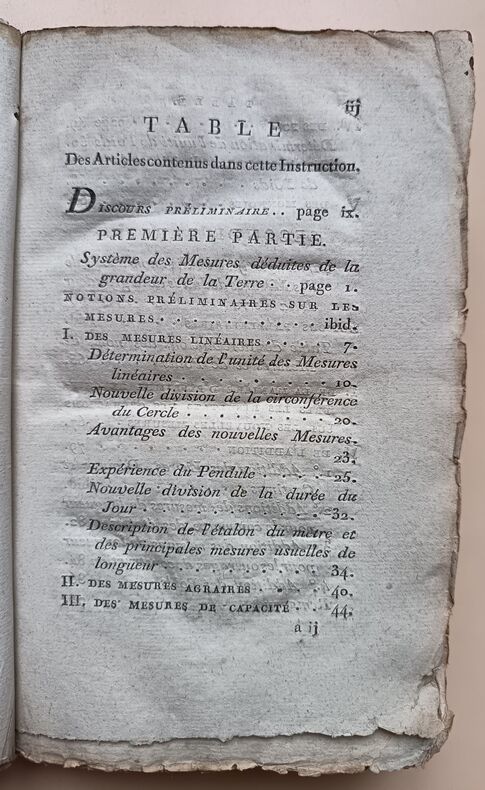 iij
TABLE
Des Articles contenus dans cette Instruction.
DISCOURS PRÉLIMINAIRE.. page ix.
PREMIÈRE PARTIE.
Système des Mesures déduites de la
grandeur de la Terre . . page 1.
NOTIONS PRÉLIMINAIRES SUR LES
MESURES. . . . . . . . . ibid.
I. DES MESURES LINÉAIRES . . . . . 7.
Détermination de l'unité des Mesures
linéaires . . . . . . . . . 10.
Nouvelle division de la circonférence
du Cercle . . . . . . . . . 20.
Avantages des nouvelles Mesures.
23.
Expérience du Pendule . . . . 25.
Nouvelle division de la durée du
Jour . . . . . . . . . . . 32.
Description de l'étalon du mètre et
des principales mesures usuelles de
longueur . . . . . . . . . 34.
II. DES MESURES AGRAIRES . . . . 40.
III. DES MESURES DE CAPACITÉ . . 44.
a ij